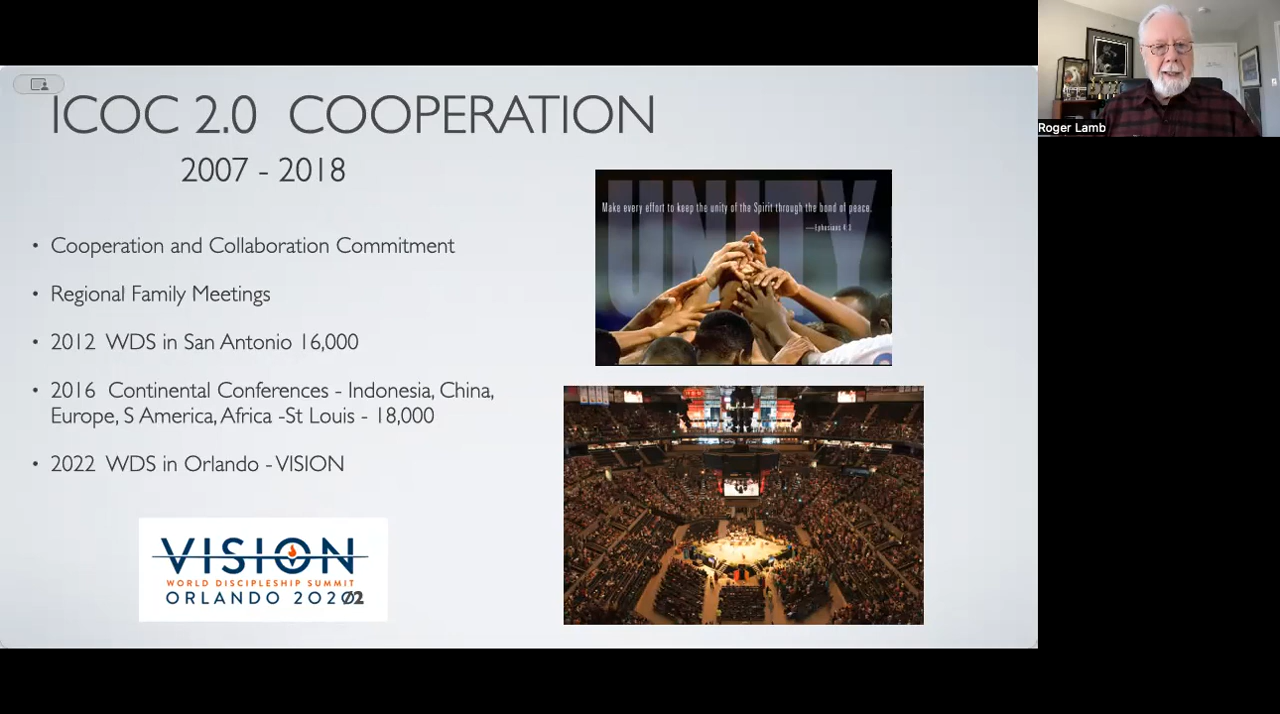 ICOC 2.0 COOPERATION
2007 - 2018
• Cooperation and Collaboration Commitment
• Regional Family Meetings
• 2012 WDS in San Antonio 16,000
• 2016 Continental Conferences - Indonesia, China,
Europe, S America, Africa -St Louis - 18,000
• 2022 WDS in Orlando - VISION
VISION
WORLD DISCIPLESHIP SUMMIT
ORLANDO 20202
UNITY
Make every effort to keep the unity of the Spirit through the bond of peace.
—Ephesians 4:3
Roger Lamb